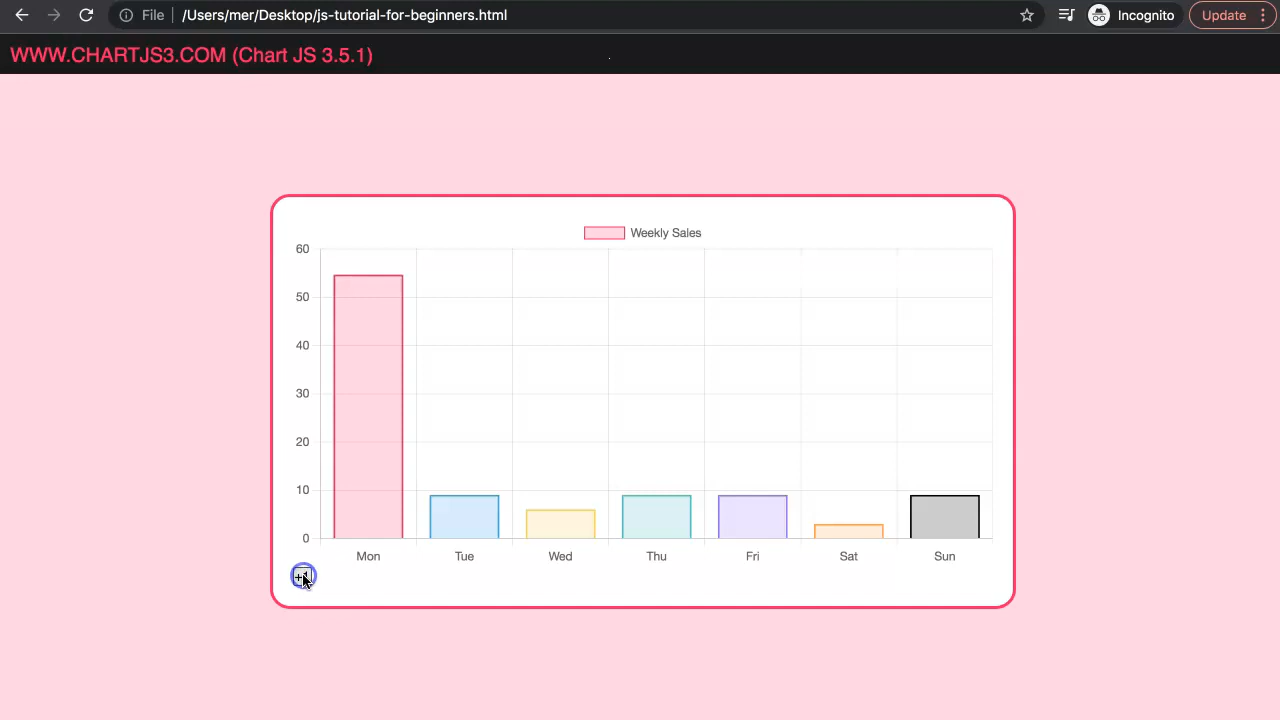 File
/Users/mer/Desktop/js-tutorial-for-beginners.html
Incognito
Update
WWW.CHARTJS3.COM (Chart JS 3.5.1)
Weekly Sales
60
50
40
30
20
10
0
Mon Tue Wed Thu Fri Sat Sun